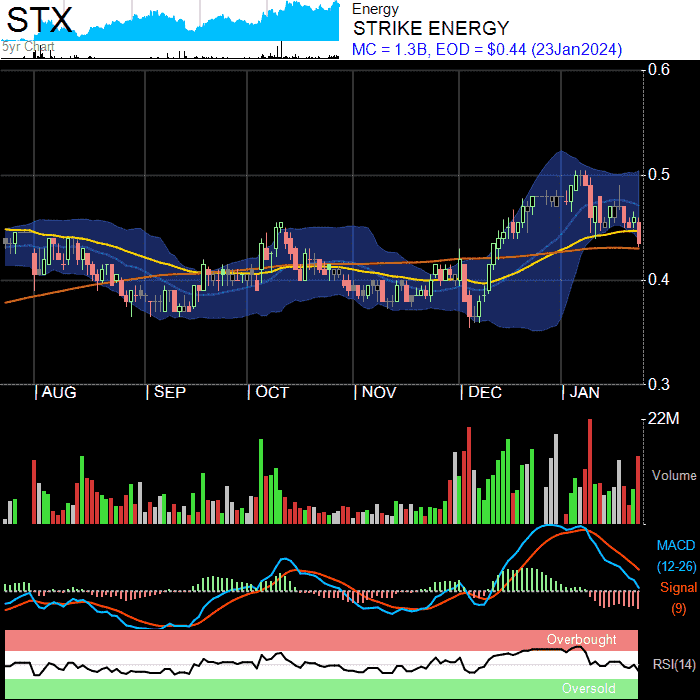 STX
5yr Chart
Energy
STRIKE ENERGY
MC = 1.3B, EOD = $0.44 (23Jan2024)
0.6
0.5
0.4
0.3
AUG
SEP
OCT
NOV
DEC
JAN
22M
Volume
MACD
(12-26)
Signal
(9)
Overbought
RSI(14)
Oversold